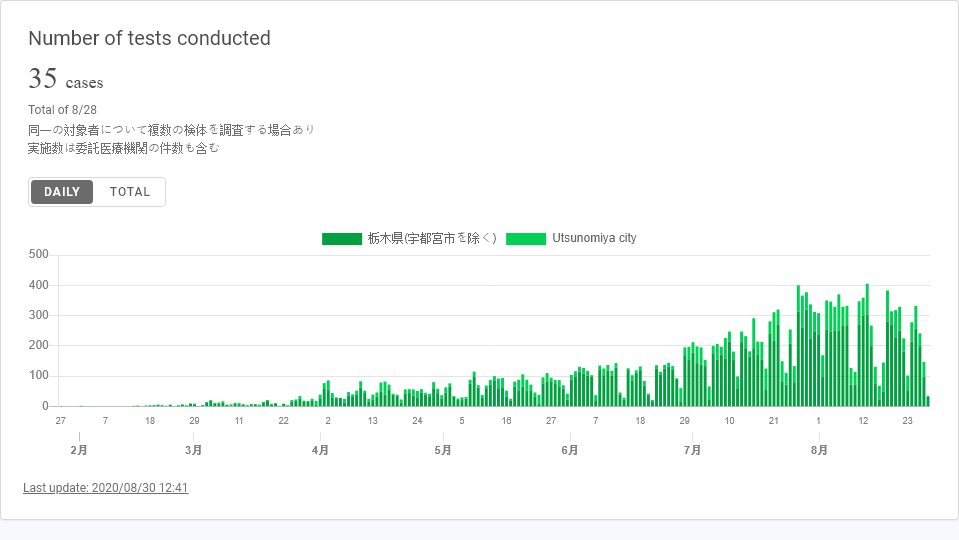 Number of tests conducted
35 cases
Total of 8/28
同一の対象者について複数の検体を調査する場合あり
実施数は委託医療機関の件数も含む
DAILY TOTAL
栃木県(宇都宮市を除く) Utsunomiya city
500
400
300
200
100
0
27 7 18 29 11 22 2 13 24 5 16 27 7 18 29 10 21 1 12 23
2月 3月 4月 5月 6月 7月 8月
Last update: 2020/08/30 12:41